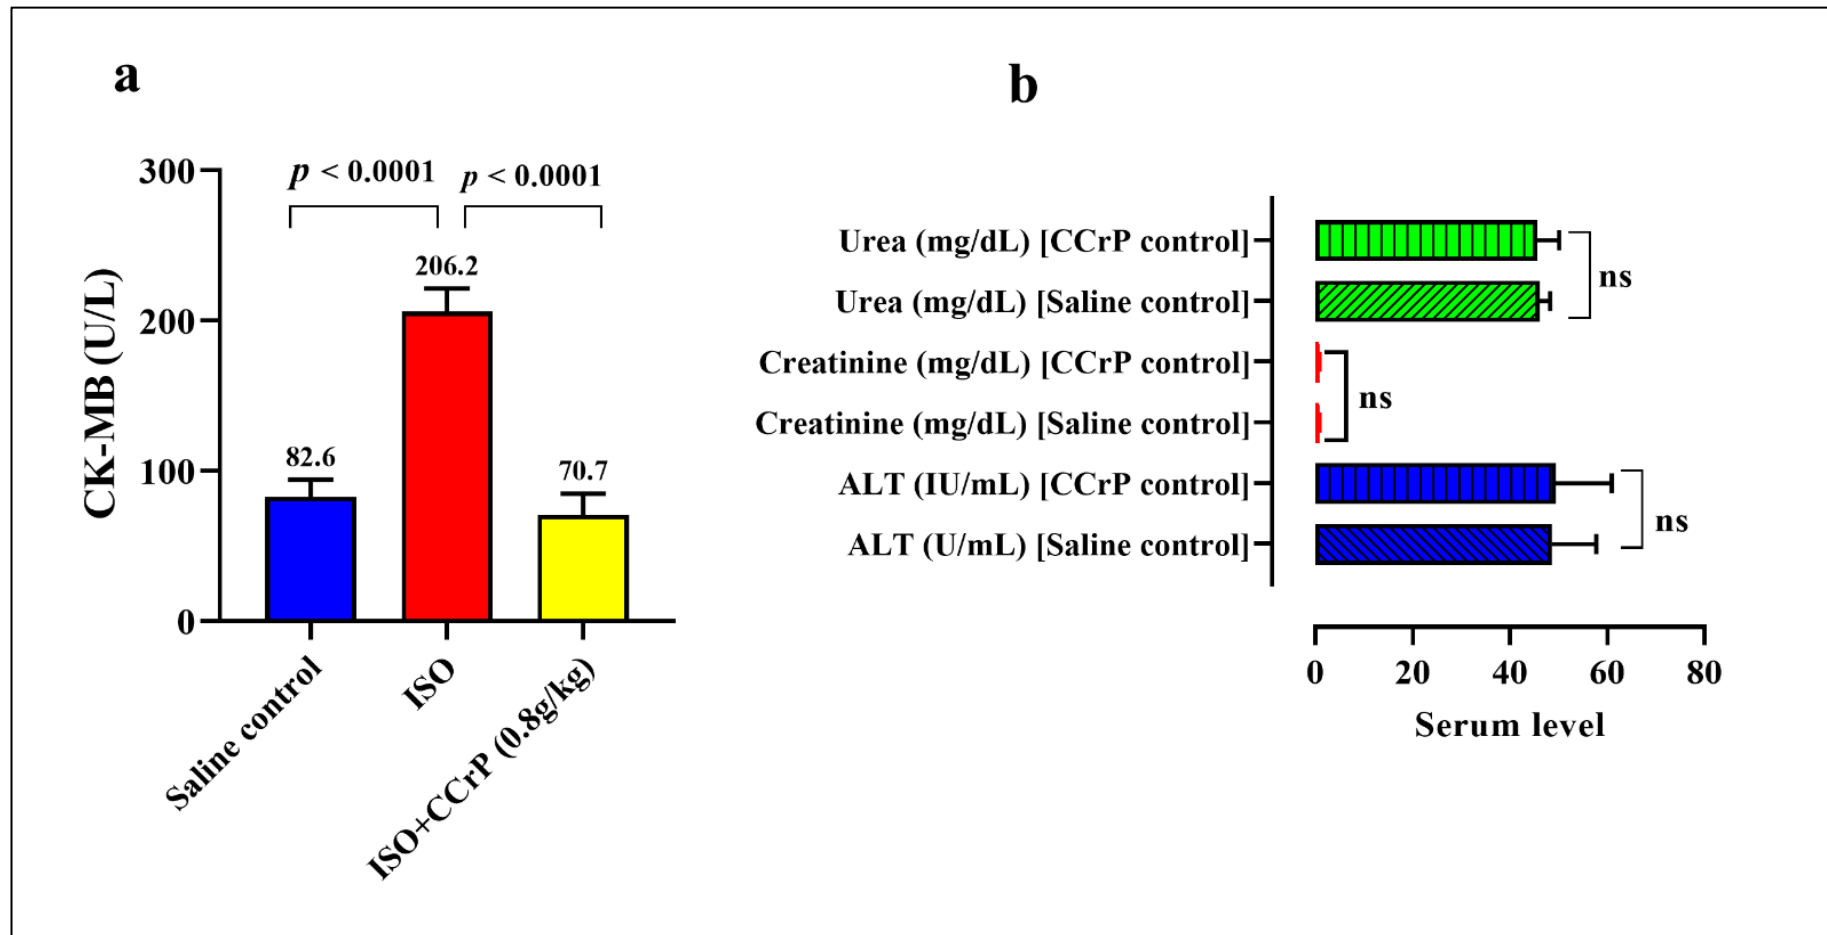 a
CK-MB (U/L)
300
200
100
0
p < 0.0001
p < 0.0001
82.6
206.2
70.7
Saline control
ISO
ISO+CCrP (0.8g/kg)
b
Urea (mg/dL) [CCrP control]
Urea (mg/dL) [Saline control]
Creatinine (mg/dL) [CCrP control]
Creatinine (mg/dL) [Saline control]
ALT (IU/mL) [CCrP control]
ALT (U/mL) [Saline control]
ns
ns
ns
0 20 40 60 80
Serum level